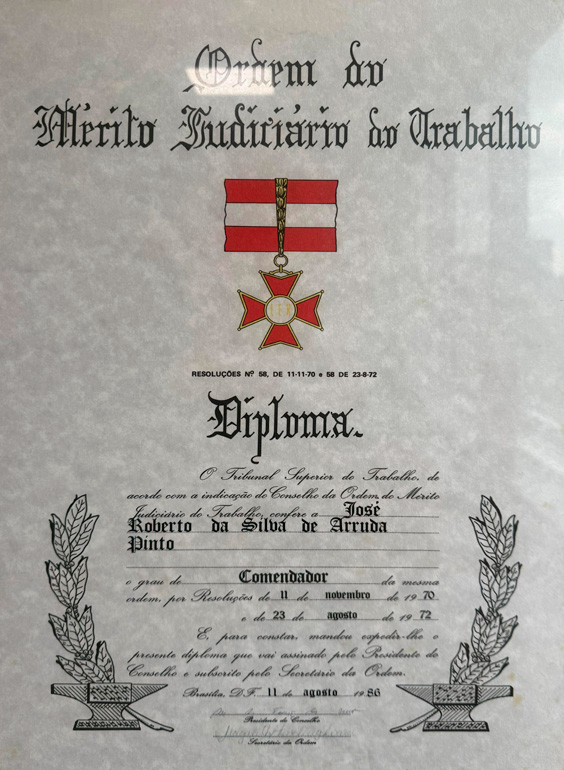 Ordem do
Mérito Judiciário do Trabalho
RESOLUÇÕES Nº 58, DE 11-11-70 e 58 DE 23-8-72
Diploma.
O Tribunal Superior do Trabalho, de
acordo com a indicação do Conselho da Ordem do Mérito
Judiciário do Trabalho, confere a José
Roberto da Silva de Arruda
Pinto
o grau de Comendador da mesma
ordem, por Resoluções de 11 de novembro de 1970
e de 23 de agosto de 1972
E, para constar, mandou expedir-lhe o
presente diploma que vai assinado pelo Presidente do
Conselho e subscrito pelo Secretário da Ordem.
Brasília, D.F. 11 de agosto 1986
Presidente do Conselho
Secretário da Ordem